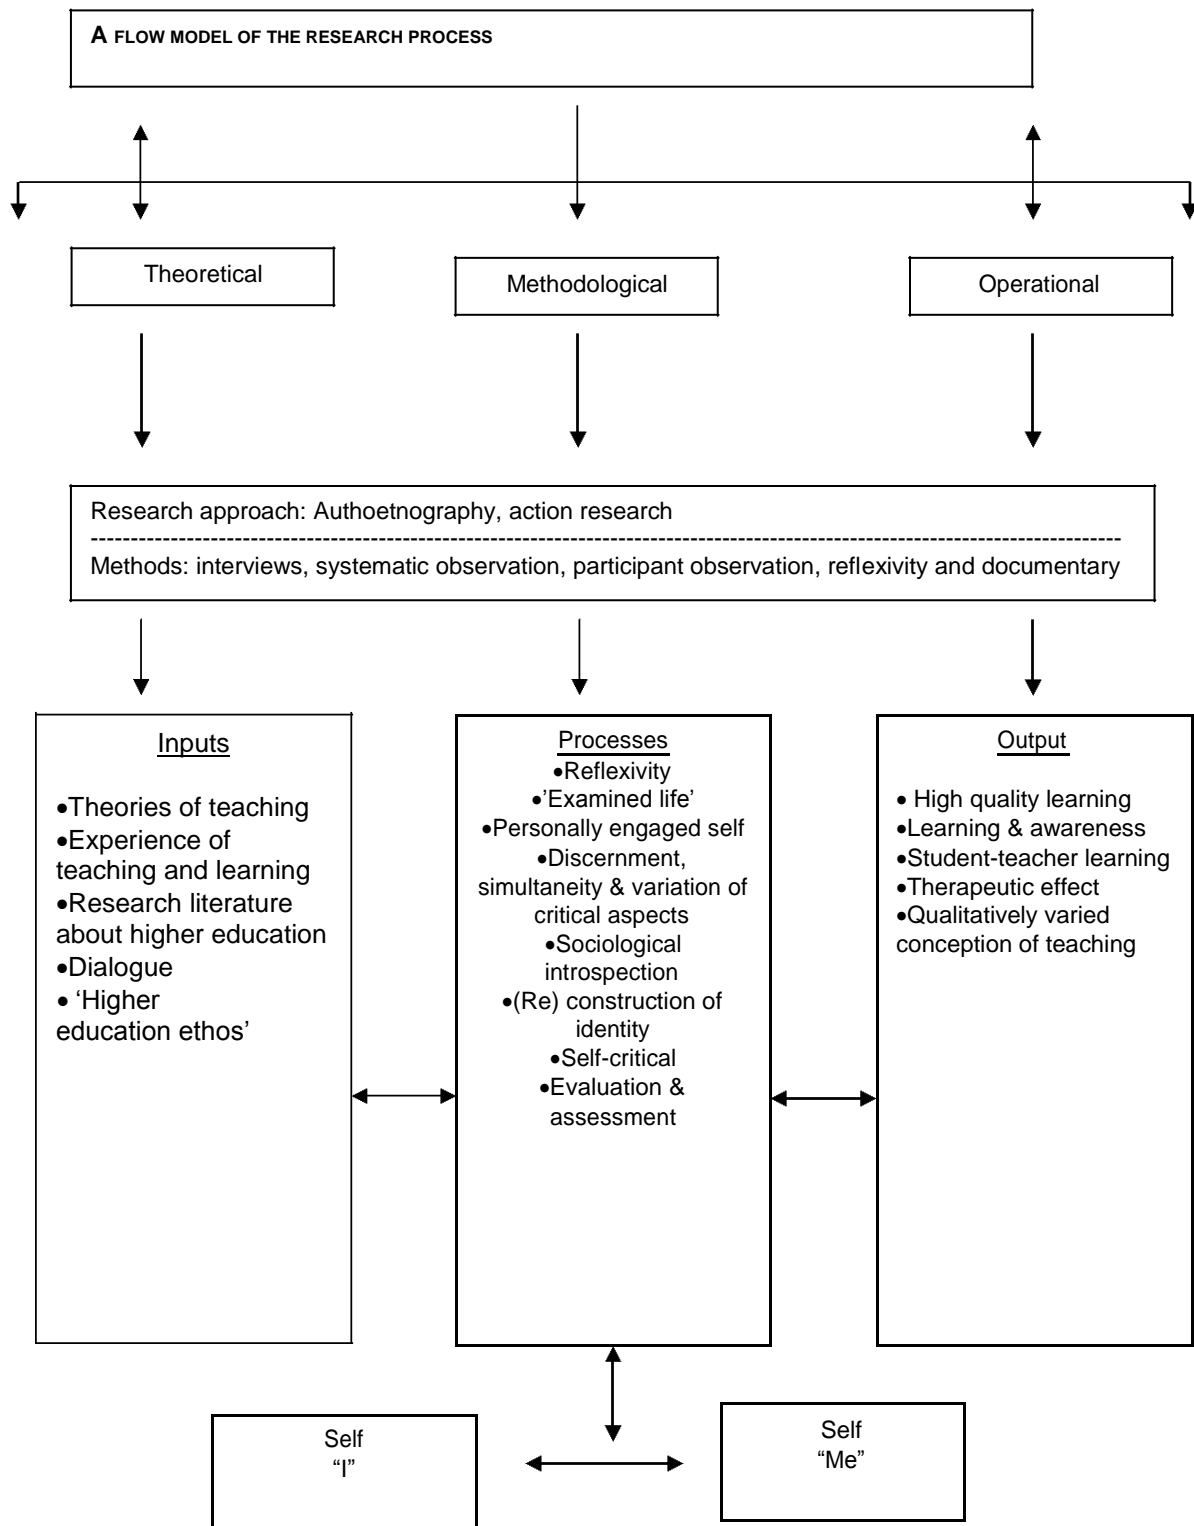 A FLOW MODEL OF THE RESEARCH PROCESS
Theoretical
Methodological
Operational
Research approach: Authoetnography, action research
--------------------------------------------------------------------------------
Methods: interviews, systematic observation, participant observation, reflexivity and documentary
Inputs
•Theories of teaching
•Experience of
teaching and learning
•Research literature
about higher education
•Dialogue
• ‘Higher
education ethos’
Processes
•Reflexivity
•’Examined life’
•Personally engaged self
•Discernment,
simultaneity & variation of
critical aspects
•Sociological
introspection
•(Re) construction of
identity
•Self-critical
•Evaluation &
assessment
Output
• High quality learning
•Learning & awareness
•Student-teacher learning
•Therapeutic effect
•Qualitatively varied
conception of teaching
Self
“I”
Self
“Me”